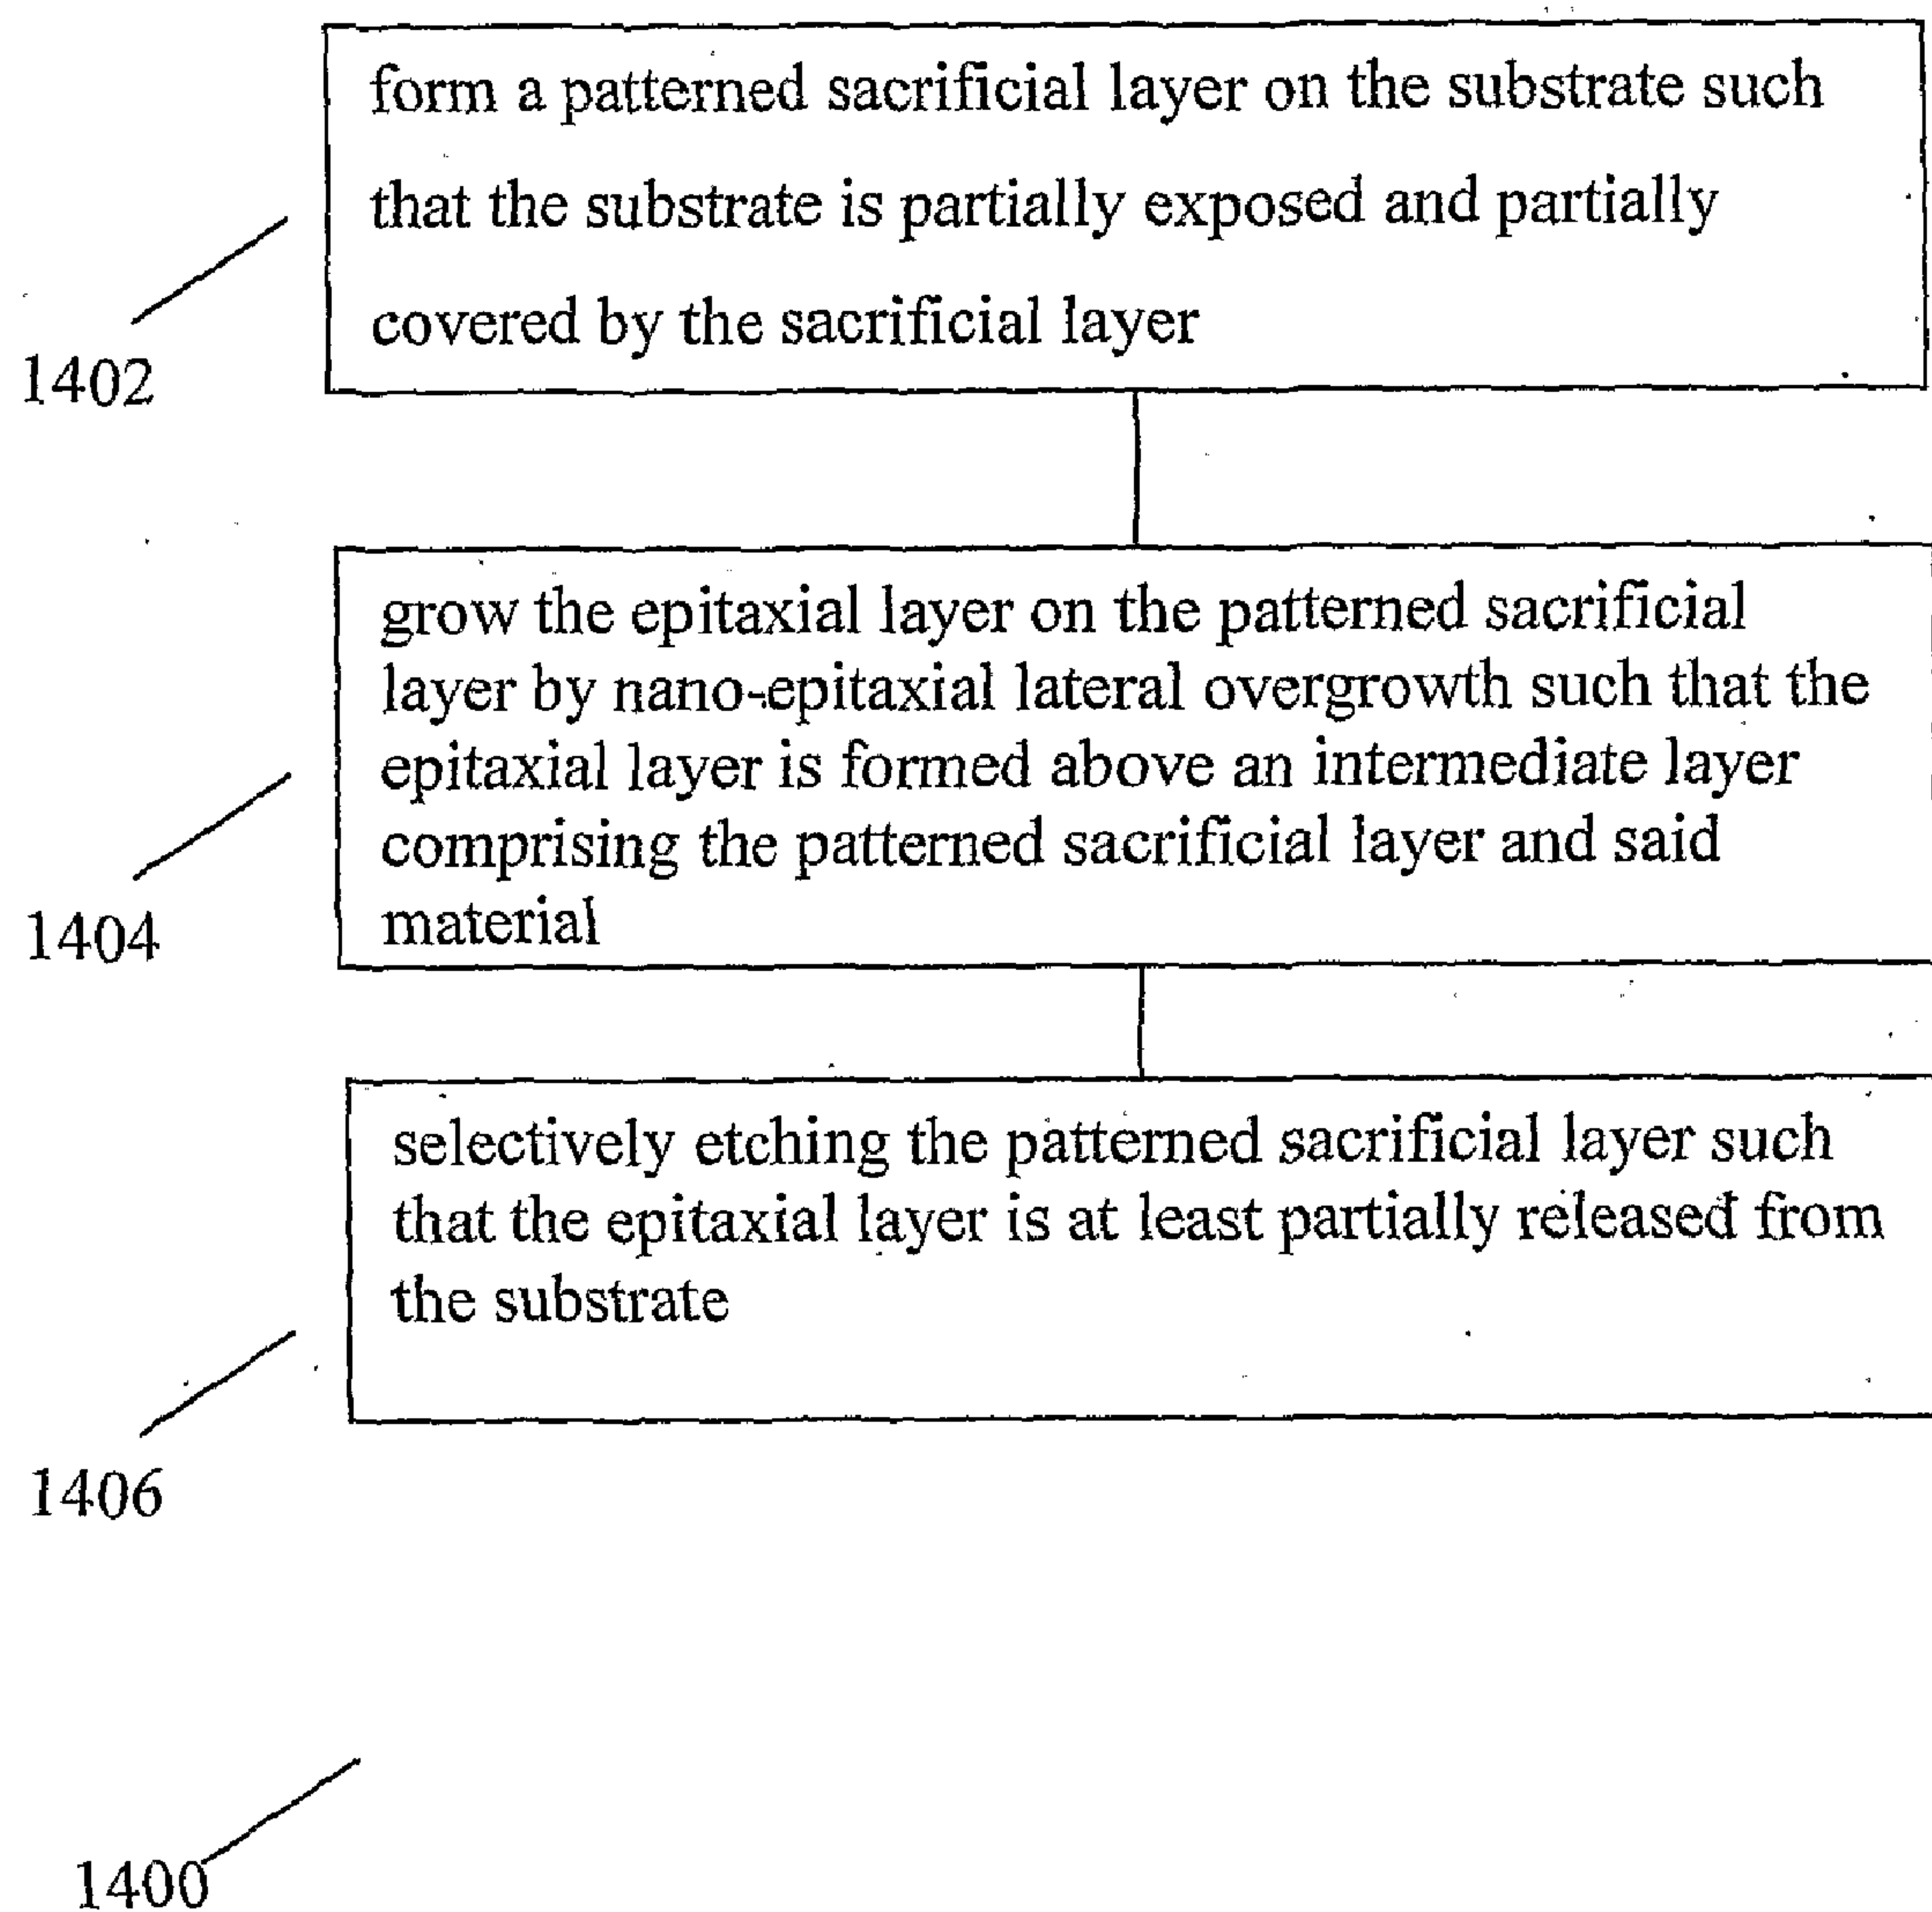 form a patterned sacrificial layer on the substrate such
that the substrate is partially exposed and partially
covered by the sacrificial layer
1402
grow the epitaxial layer on the patterned sacrificial
layer by nano-epitaxial lateral overgrowth such that the
epitaxial layer is formed above an intermediate layer
comprising the patterned sacrificial layer and said
material
1404
selectively etching the patterned sacrificial layer such
that the epitaxial layer is at least partially released from
the substrate
1406
1400